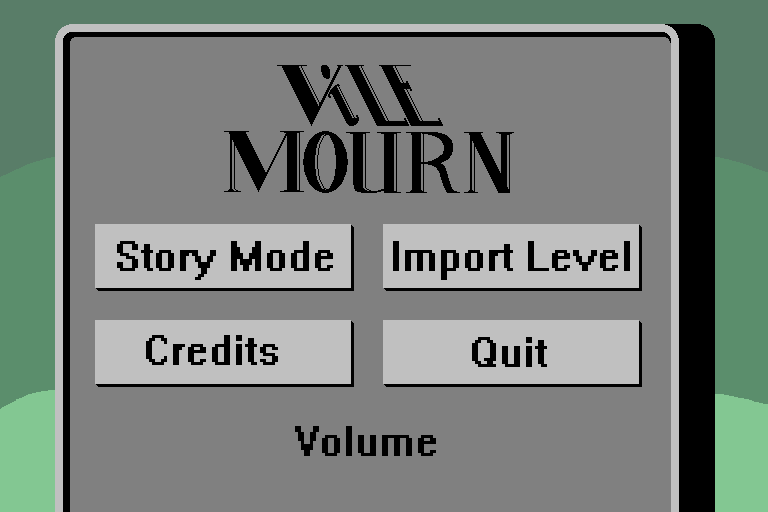 Vile
MOURN
Story Mode
Import Level
Credits
Quit
Volume